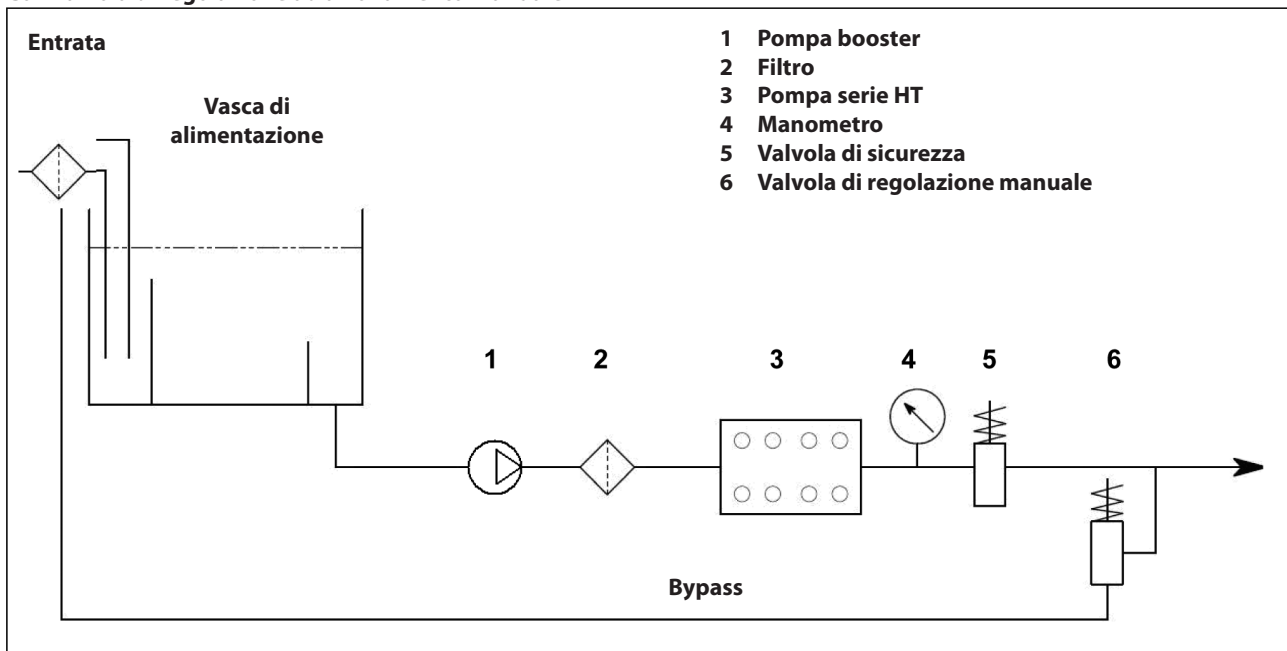 Entrata
Vasca di
alimentazione
1 Pompa booster
2 Filtro
3 Pompa serie HT
4 Manometro
5 Valvola di sicurezza
6 Valvola di regolazione manuale
1 2 3 4 5 6
Bypass